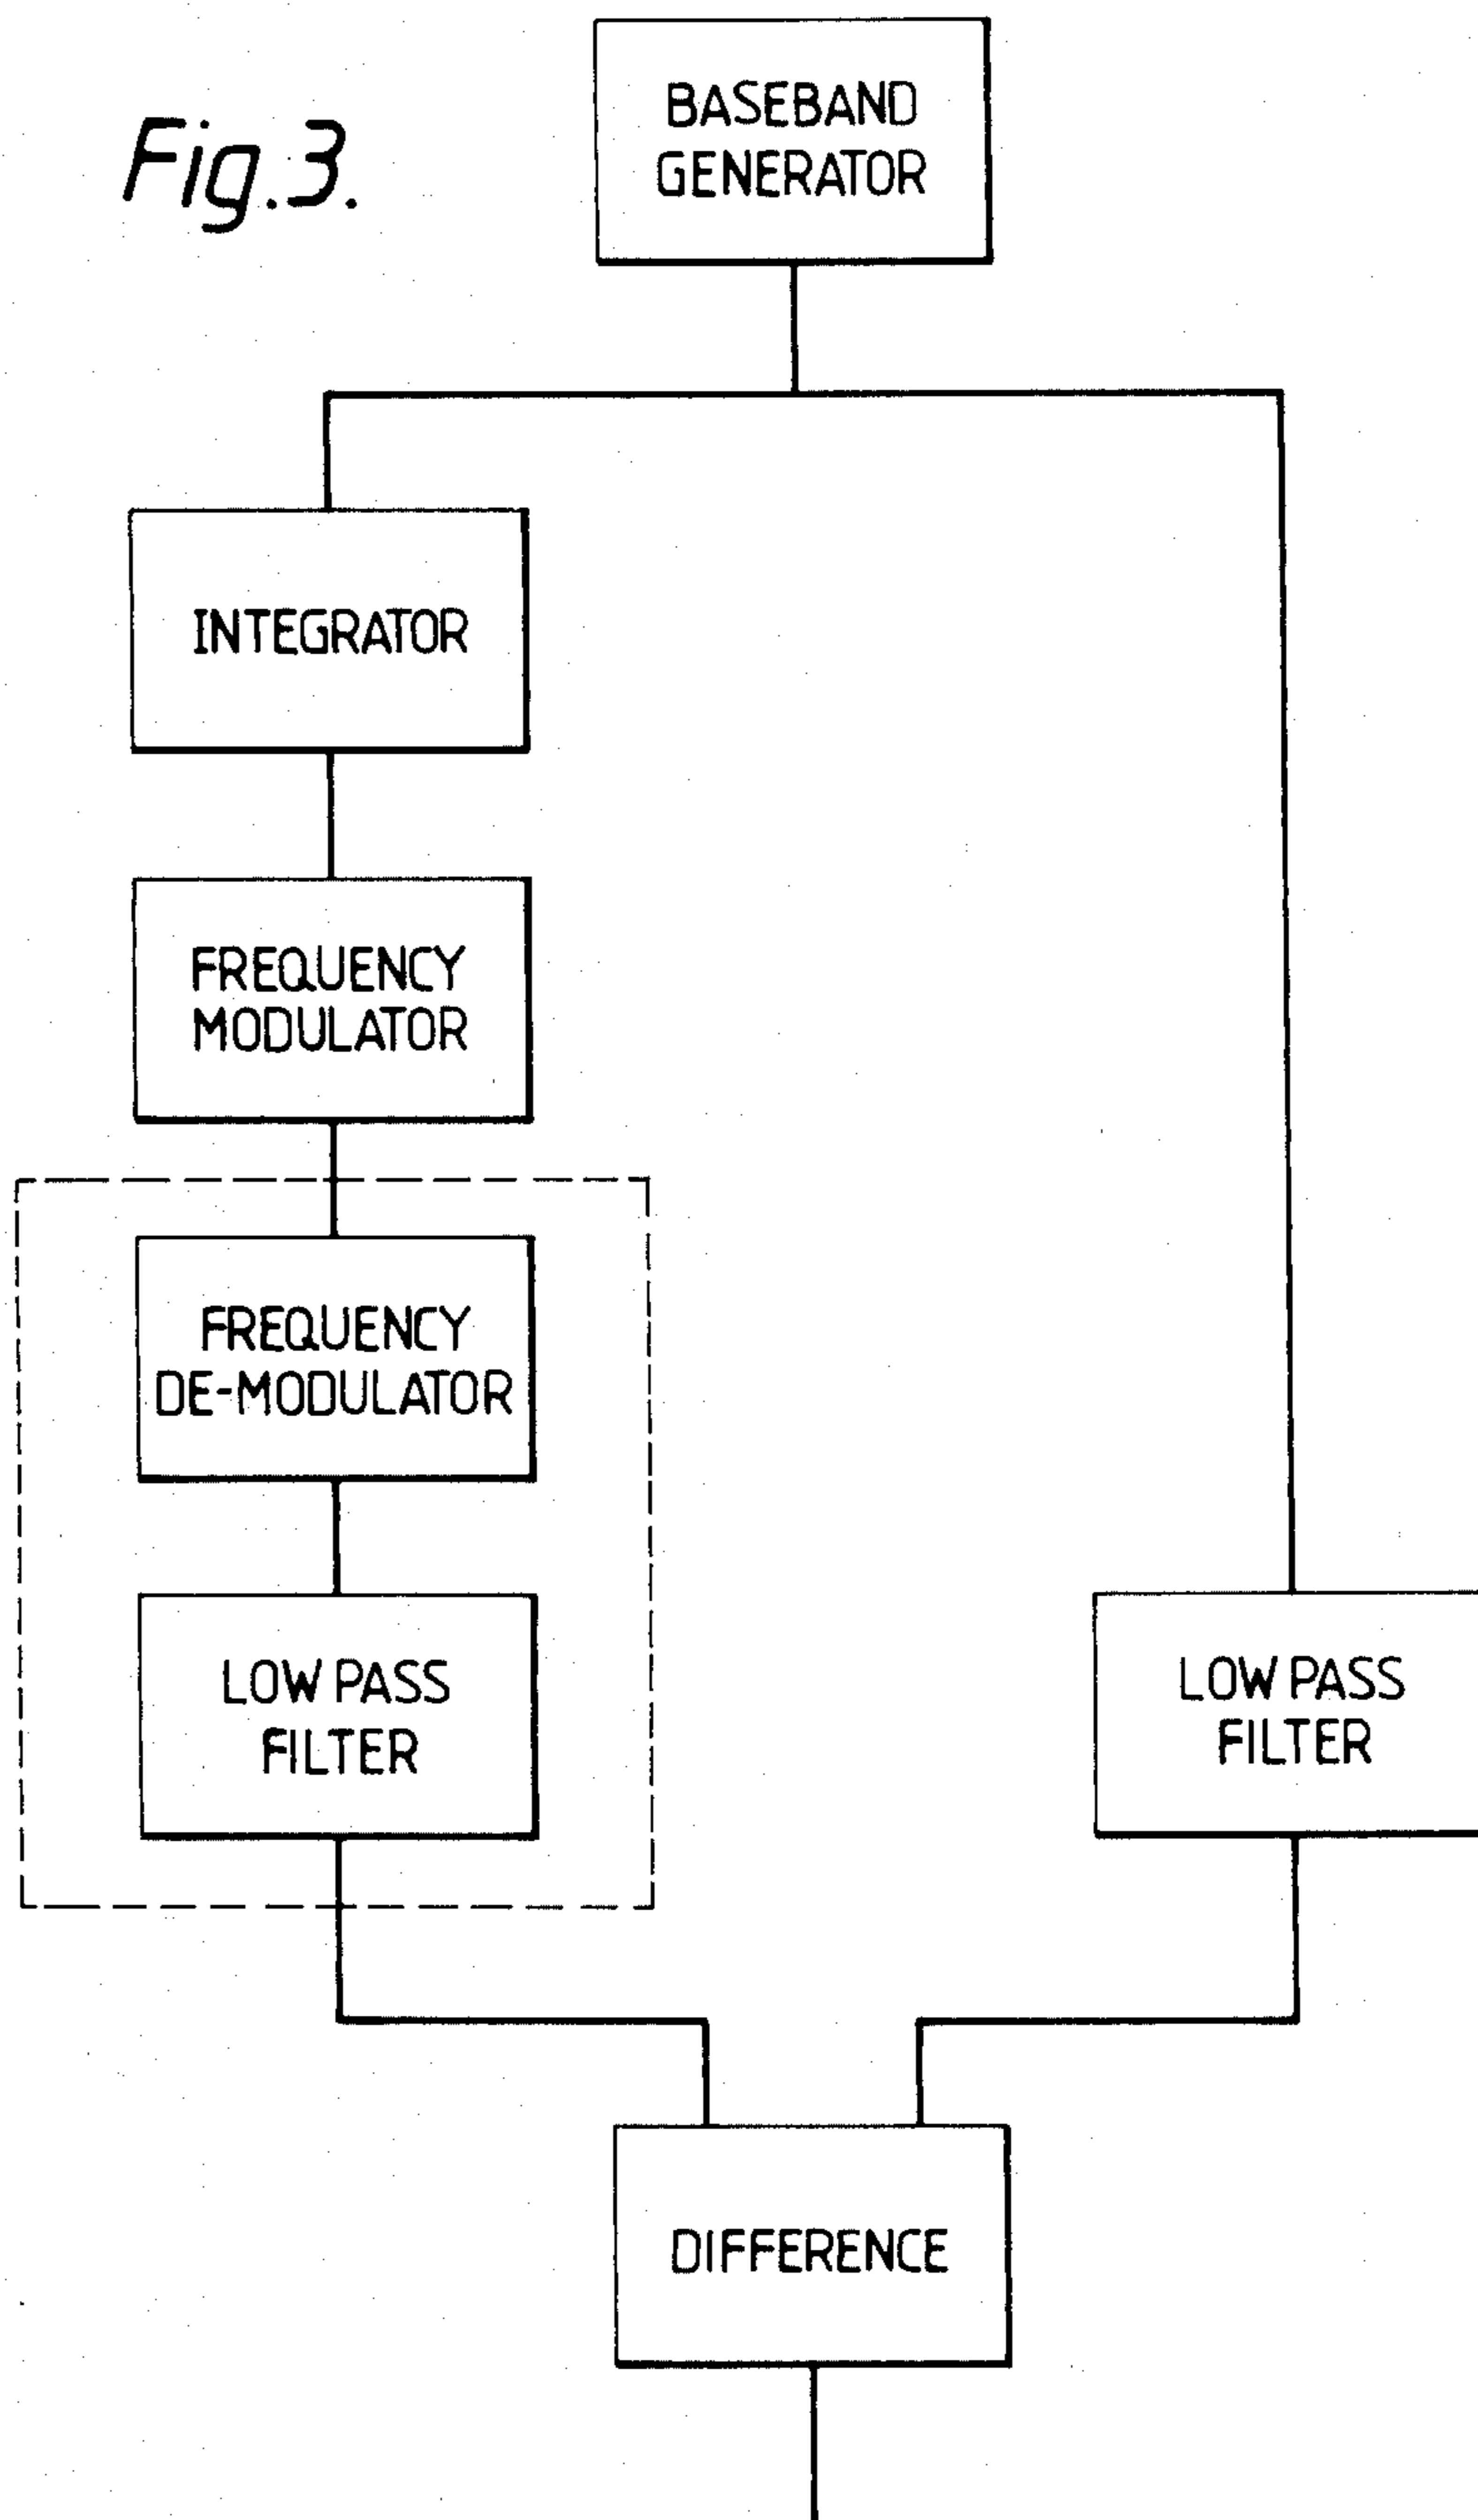 Fig.3.
BASEBAND
GENERATOR
INTEGRATOR
FREQUENCY
MODULATOR
FREQUENCY
DE-MODULATOR
LOW PASS
FILTER
LOW PASS
FILTER
DIFFERENCE